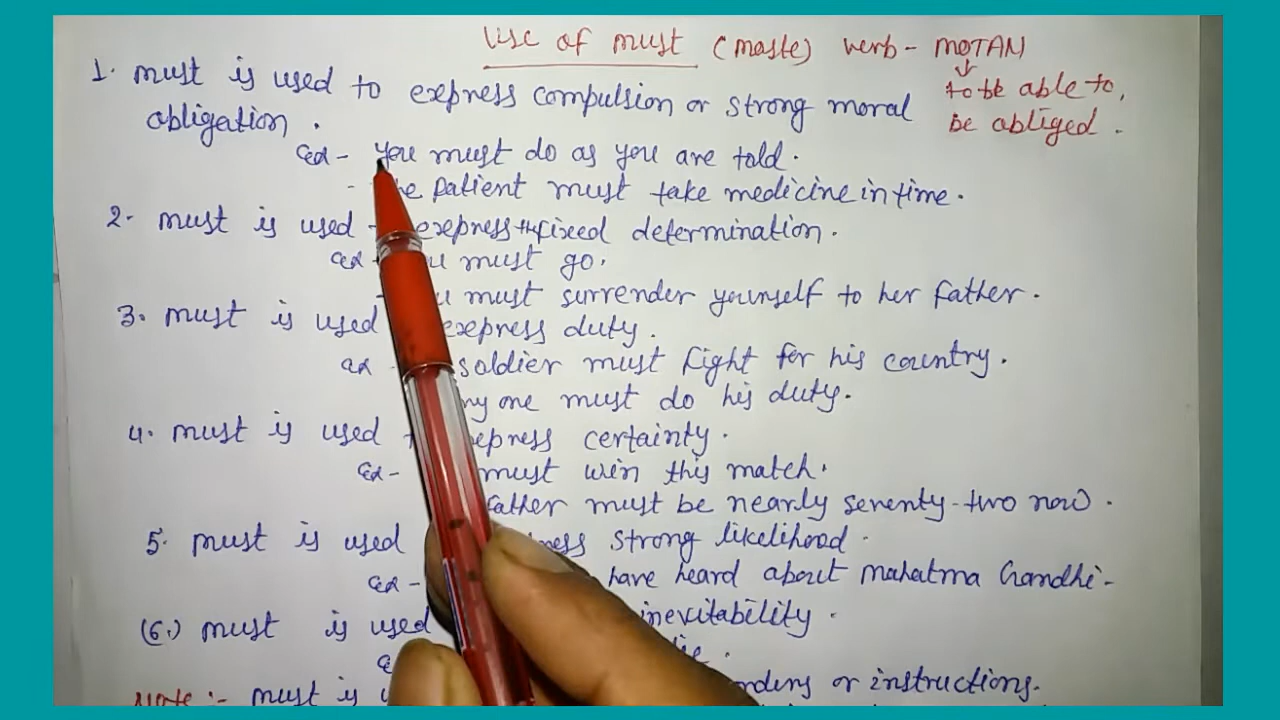 Use of must (moste) verb - MOTAN
↓
1. must is used to express compulsion or strong moral to be able to,
obligation. be obliged.
Ex - You must do as you are told.
- The patient must take medicine in time.
2. must is used express fixed determination.
Ex - must go.
must surrender yourself to her father.
3. must is used express duty.
Ex - soldier must fight for his country.
one must do his duty.
4. must is used certainty.
Ex - must win this match.
father must be nearly seventy-two now.
5. must is used strong likelihood.
Ex - have heard about mahatma Gandhi -
(6.) must is used inevitability.
die.
Note :- must is orders or instructions.